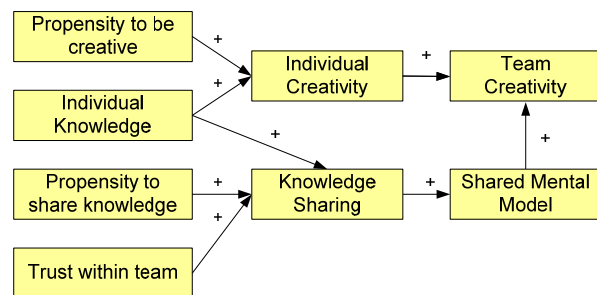 Propensity to be
creative
+
Individual
Creativity
+
Team
Creativity
+
Individual
Knowledge
+
+
Propensity to
share knowledge
+
+
Knowledge
Sharing
+
Shared Mental
Model
Trust within team